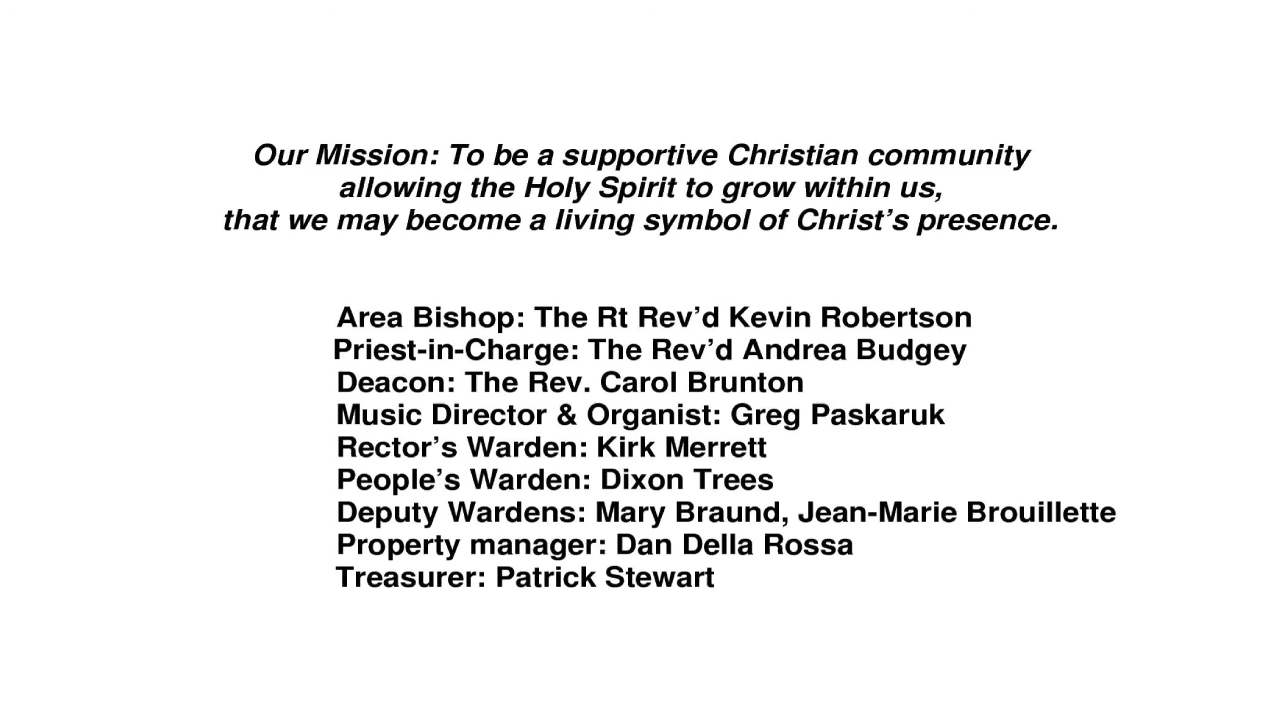 Our Mission: To be a supportive Christian community
allowing the Holy Spirit to grow within us,
that we may become a living symbol of Christ’s presence.
Area Bishop: The Rt Rev’d Kevin Robertson
Priest-in-Charge: The Rev’d Andrea Budgey
Deacon: The Rev. Carol Brunton
Music Director & Organist: Greg Paskaruk
Rector’s Warden: Kirk Merrett
People’s Warden: Dixon Trees
Deputy Wardens: Mary Braund, Jean-Marie Brouillette
Property manager: Dan Della Rossa
Treasurer: Patrick Stewart